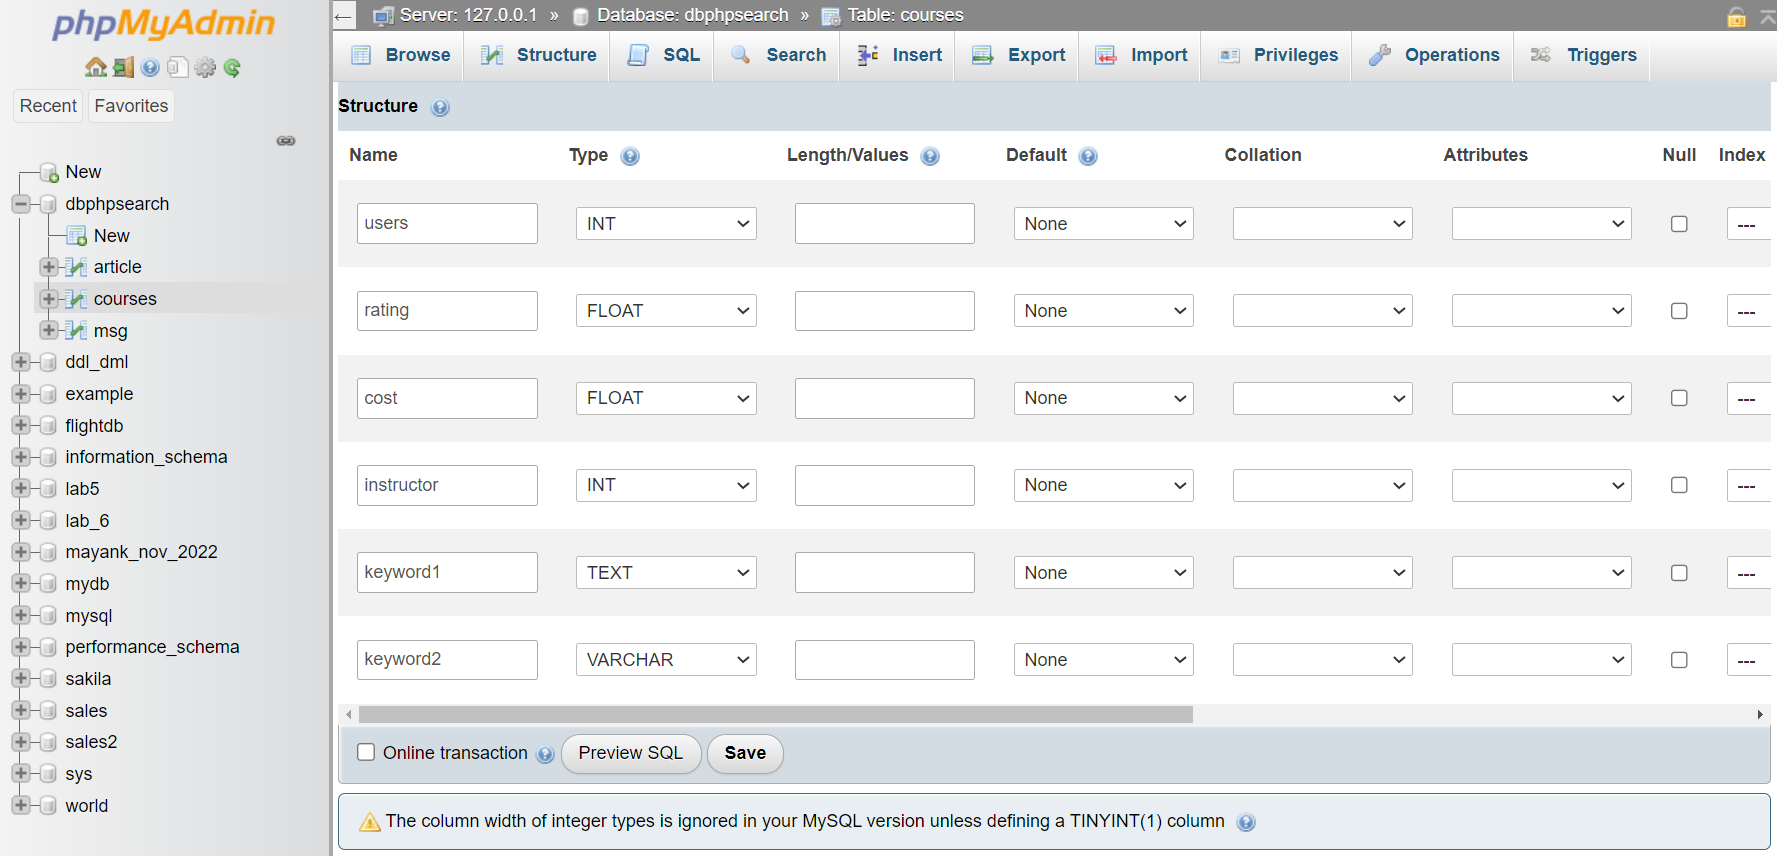 phpMyAdmin
Recent
Favorites
New
dbphpsearch
New
article
courses
msg
ddl_dml
example
flightdb
information_schema
lab5
lab_6
mayank_nov_2022
mydb
mysql
performance_schema
sakila
sales
sales2
sys
world
← Server: 127.0.0.1 » Database: dbphpsearch » Table: courses
Browse Structure SQL Search Insert Export Import Privileges Operations Triggers
Structure
Name Type Length/Values Default Collation Attributes Null Index
users INT None ---
rating FLOAT None ---
cost FLOAT None ---
instructor INT None ---
keyword1 TEXT None ---
keyword2 VARCHAR None ---
Online transaction Preview SQL Save
The column width of integer types is ignored in your MySQL version unless defining a TINYINT(1) column